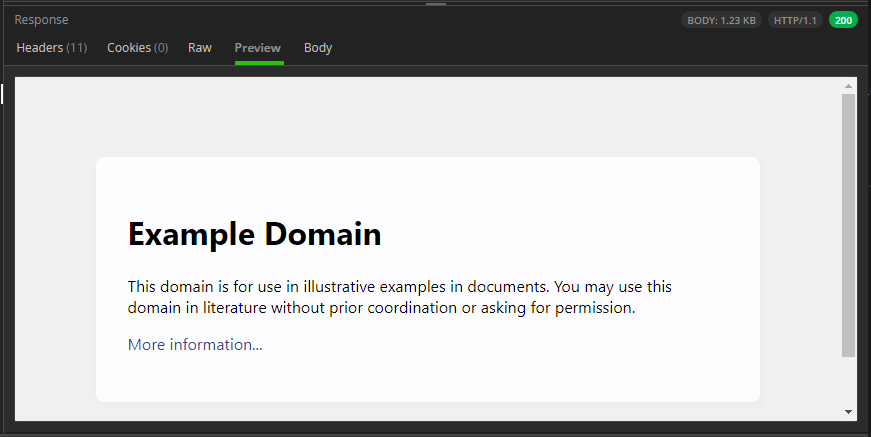 Response BODY: 1.23 KB HTTP/1.1 200
Headers (11) Cookies (0) Raw Preview Body
Example Domain
This domain is for use in illustrative examples in documents. You may use this
domain in literature without prior coordination or asking for permission.
More information...